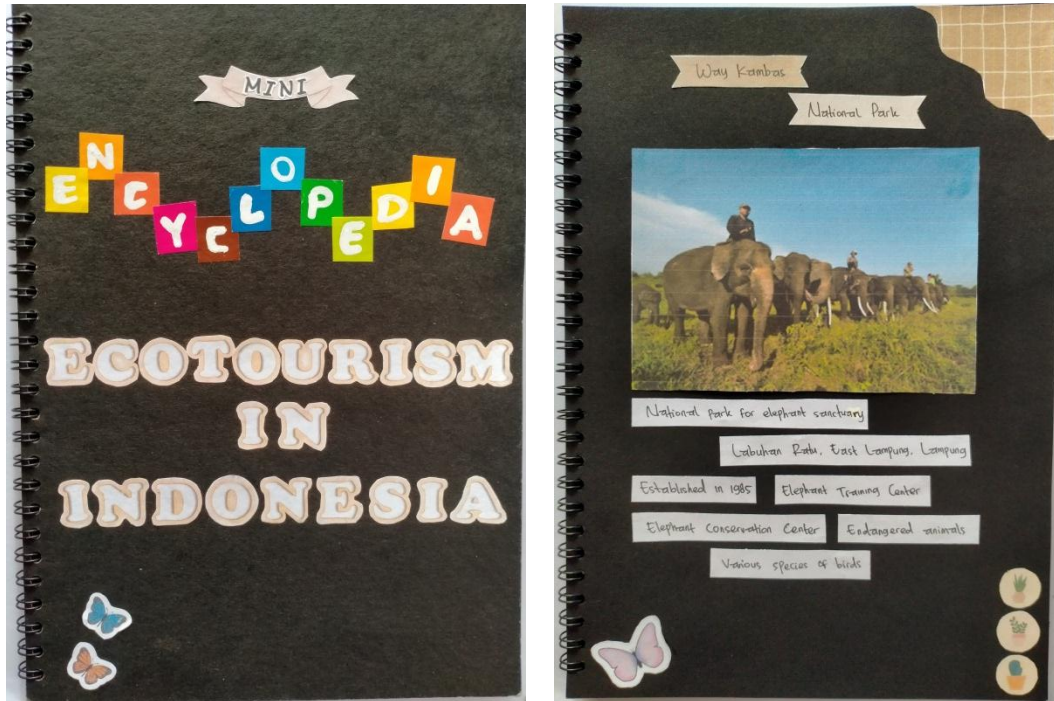 MINI
ENCYCLOPEDIA
ECOTOURISM
IN
INDONESIA
Way Kambas
National Park
National Park for elephant sanctuary
Labuhan Ratu, East Lampung, Lampung
Established in 1985
Elephant Training Center
Elephant Conservation Center
Endangered animals
Various species of birds